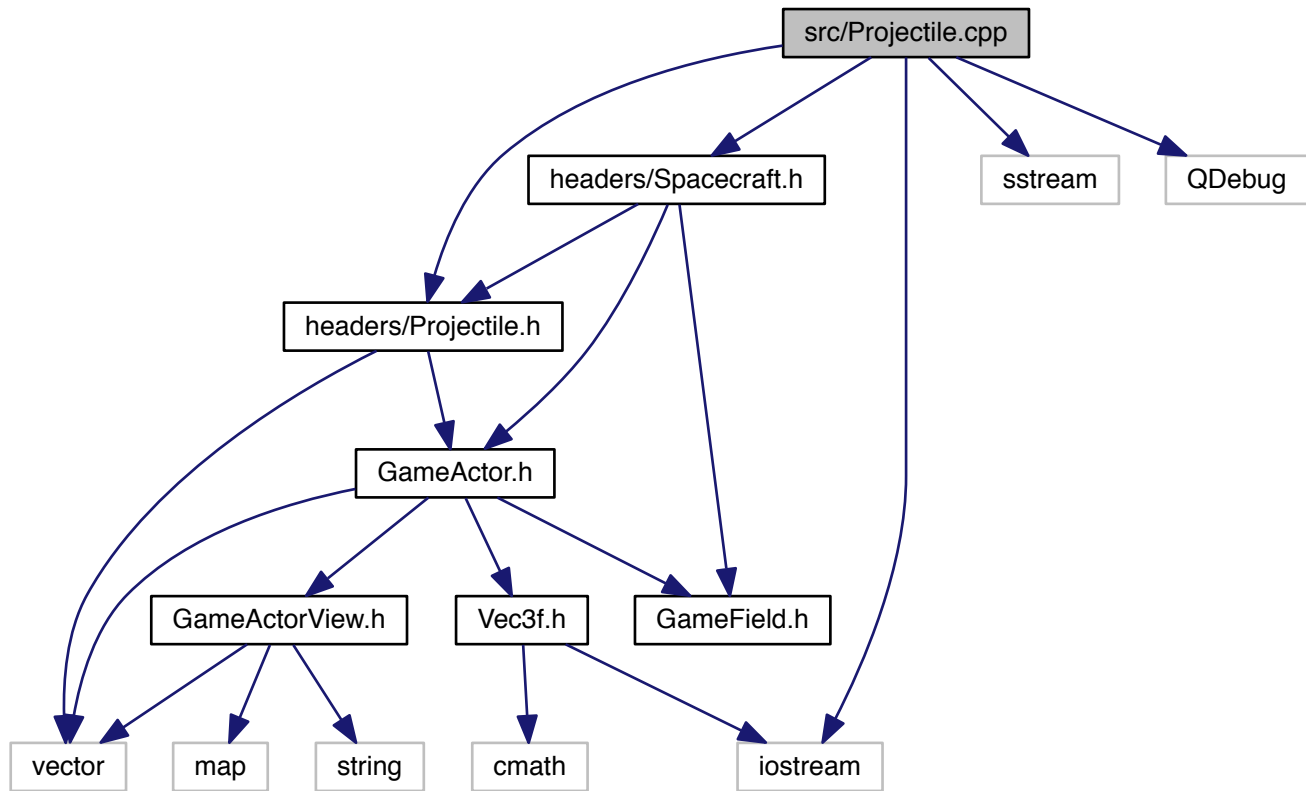 src/Projectile.cpp
headers/Spacecraft.h
sstream
QDebug
headers/Projectile.h
GameActor.h
GameActorView.h
Vec3f.h
GameField.h
vector
map
string
cmath
iostream